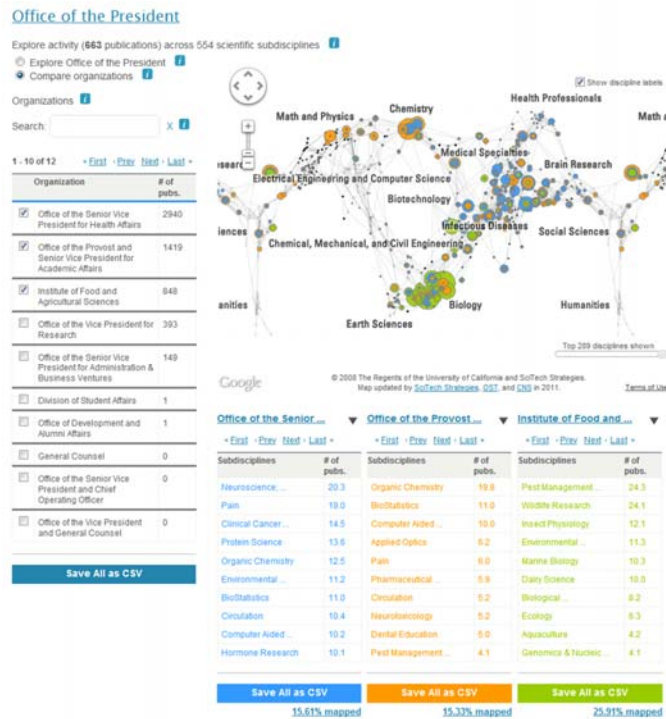 Office of the President
Explore activity (663 publications) across 554 scientific subdisciplines i
Explore Office of the President i
Compare organizations i
Organizations i
Search: X i
1 - 10 of 12 « First ‹ Prev Next › Last »
Organization # of pubs.
Office of the Senior Vice President for Health Affairs 2940
Office of the Provost and Senior Vice President for Academic Affairs 1419
Institute of Food and Agricultural Sciences 848
Office of the Vice President for Research 393
Office of the Senior Vice President for Administration & Business Ventures 149
Division of Student Affairs 1
Office of Development and Alumni Affairs 1
General Counsel 0
Office of the Senior Vice President and Chief Operating Officer 0
Office of the Vice President and General Counsel 0
Save All as CSV
Show discipline labels
Health Professionals
Chemistry
Math and Physics
Math a
Medical Specialties
Brain Research
Electrical Engineering and Computer Science
Biotechnology
Infectious Diseases
Social Sciences
iences
Chemical, Mechanical, and Civil Engineering
anities
Biology
Humanities
Earth Sciences
Top 289 disciplines shown
Google
© 2008 The Regents of the University of California and SciTech Strategies.
Map updated by SciTech Strategies, OST, and CNS in 2011.
Terms of Use
Office of the Senior ... ▼ Office of the Provost ... ▼ Institute of Food and ... ▼
« First ‹ Prev Next › Last » « First ‹ Prev Next › Last » « First ‹ Prev Next › Last »
Subdisciplines # of pubs. Subdisciplines # of pubs. Subdisciplines # of pubs.
Neuroscience; ... 20.3 Organic Chemistry Pest Management ... 24.3
Pain 19.0 BioStatistics 11.0 Wildlife Research 24.1
Clinical Cancer... 14.5 Computer Aided ... 10.0 Insect Physiology 12.1
Protein Science 13.6 Applied Optics Environmental ... 11.3
Organic Chemistry 12.5 Pain 6.0 Marine Biology 10.3
Environmental ... 11.2 Pharmaceutical ... 5.9 Dairy Science
BioStatistics 11.0 Circulation 5.2 Biological ... 8.2
Circulation 10.4 Neurotoxicology 5.2 Ecology 6.3
Computer Aided ... 10.2 Dental Education 5.0 Aquaculture 4.2
Hormone Research 10.1 Pest Management ... 4.1 Genomics & Nucleic ... 4.1
Save All as CSV Save All as CSV Save All as CSV
15.61% mapped 15.33% mapped 25.91% mapped